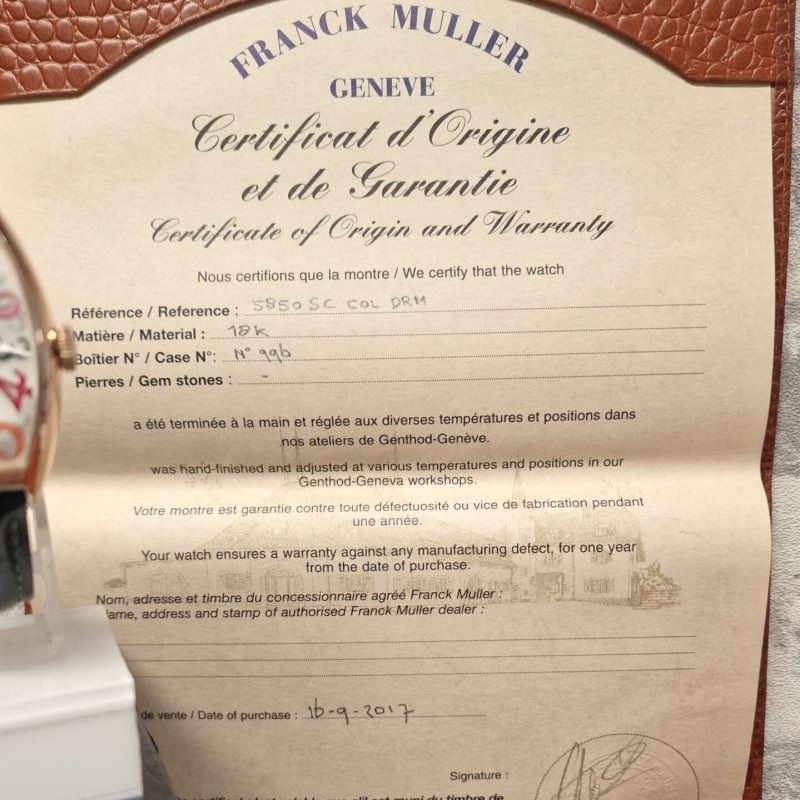 FRANCK MULLER
GENEVE
Certificat d'Origine
et de Garantie
Certificate of Origin and Warranty
Nous certifions que la montre / We certify that the watch
Référence / Reference : 5850 SC COL DRM
Matière / Material : 18K
Boîtier N° / Case N°: N° 996
Pierres / Gem stones : -
a été terminée à la main et réglée aux diverses températures et positions dans
nos ateliers de Genthod-Genève.
was hand-finished and adjusted at various temperatures and positions in our
Genthod-Geneva workshops.
Votre montre est garantie contre toute défectuosité ou vice de fabrication pendant
une année.
Your watch ensures a warranty against any manufacturing defect, for one year
from the date of purchase.
Nom, adresse et timbre du concessionnaire agréé Franck Muller :
ame, address and stamp of authorised Franck Muller dealer :
de vente / Date of purchase : 16-9-2017
Signature :